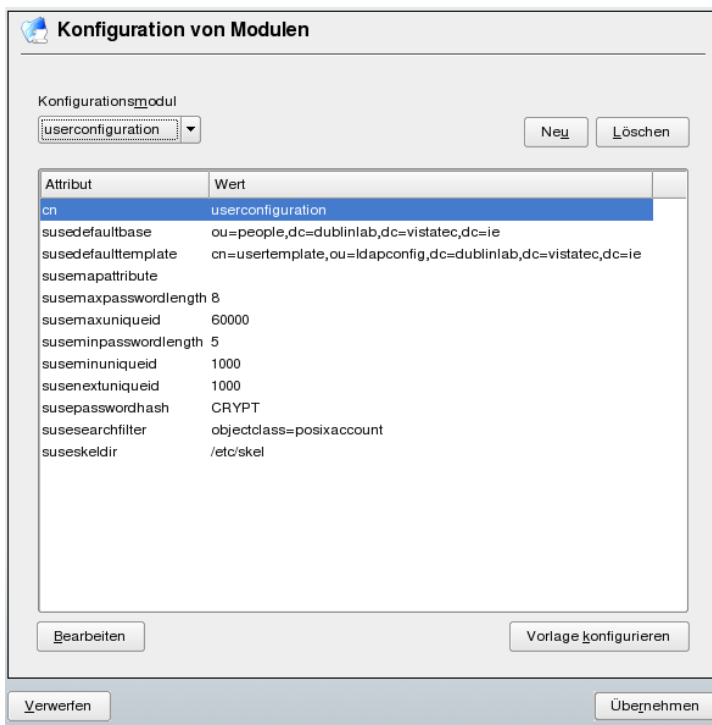 Konfiguration von Modulen
Konfigurationsmodul
userconfiguration
Neu
Löschen
Attribut Wert
cn userconfiguration
susedefaultbase ou=people,dc=dublinlab,dc=vistatec,dc=ie
susedefaulttemplate cn=usertemplate,ou=ldapconfig,dc=dublinlab,dc=vistatec,dc=ie
susemapattribute
susemaxpasswordlength 8
susemaxuniqueid 60000
suseminpasswordlength 5
suseminuniqueid 1000
susenextuniqueid 1000
susepasswordhash CRYPT
susesearchfilter objectclass=posixaccount
suseskeldir /etc/skel
Bearbeiten
Vorlage konfigurieren
Verwerfen
Übernehmen